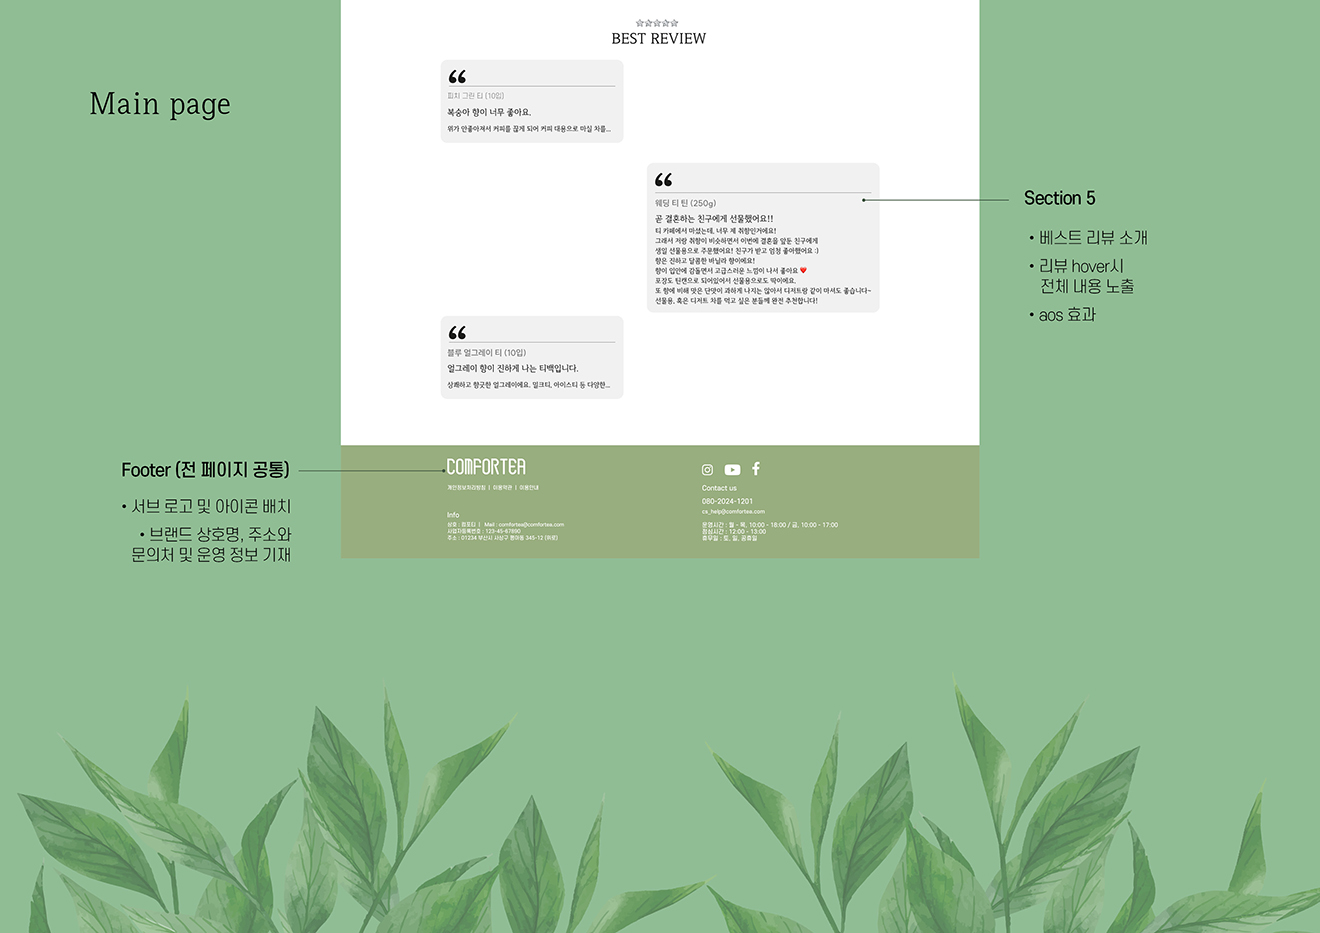 BEST REVIEW
Main page
피치 그린 티 (10입)
복숭아 향이 너무 좋아요.
위가 안좋아져서 커피를 끊게 되어 커피 대용으로 마실 차를...
웨딩 티 틴 (250g)
곧 결혼하는 친구에게 선물했어요!!
티 카페에서 마셨는데, 너무 제 취향인거에요!
그래서 저랑 취향이 비슷하면서 이번에 결혼을 앞둔 친구에게
생일 선물용으로 주문했어요! 친구가 받고 엄청 좋아했어요 :)
향은 진하고 달콤한 바닐라 향이에요!
향이 입안에 감돌면서 고급스러운 느낌이 나서 좋아요 ❤️
포장도 틴캔으로 되어있어서 선물용으로도 딱이에요.
또 향에 비해 맛은 단맛이 과하게 나지는 않아서 디저트랑 같이 마셔도 좋습니다~
선물용, 혹은 디저트 차를 먹고 싶은 분들께 완전 추천합니다!
Section 5
• 베스트 리뷰 소개
• 리뷰 hover시
전체 내용 노출
• aos 효과
블루 얼그레이 티 (10입)
얼그레이 향이 진하게 나는 티백입니다.
상쾌하고 향긋한 얼그레이에요. 밀크티, 아이스티 등 다양한...
Footer (전 페이지 공통)
• 서브 로고 및 아이콘 배치
• 브랜드 상호명, 주소와
문의처 및 운영 정보 기재
COMFORTEA
개인정보처리방침 | 이용약관 | 이용안내
Info
상호 : 컴포티 | Mail : comfortea@comfortea.com
사업자등록번호 : 123-45-67890
주소 : 01234 부산시 사상구 괜마동 345-12 (위포)
Contact us
080-2024-1201
cs_help@comfortea.com
운영시간 : 월 - 목, 10:00 - 18:00 / 금, 10:00 - 17:00
점심시간 : 12:00 - 13:00
휴무일 : 토, 일, 공휴일